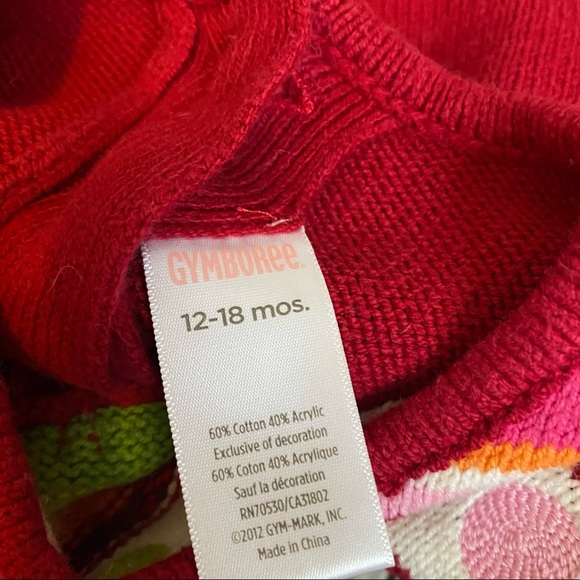 GYMBOREE
12-18 mos.
60% Cotton 40% Acrylic
Exclusive of decoration
60% Coton 40% Acrylique
Sauf la décoration
RN70530/CA31802
©2012 GYM-MARK, INC.
Made in China